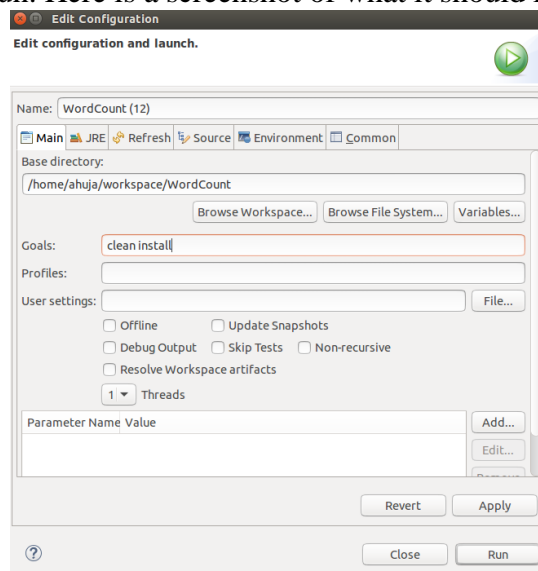 Edit Configuration
Edit configuration and launch.
Name: WordCount (12)
Main JRE Refresh Source Environment Common
Base directory:
/home/ahuja/workspace/WordCount
Browse Workspace... Browse File System... Variables...
Goals: clean install
Profiles:
User settings: File...
Offline Update Snapshots
Debug Output Skip Tests Non-recursive
Resolve Workspace artifacts
1 Threads
Parameter Name Value Add...
Edit...
Revert Apply
? Close Run